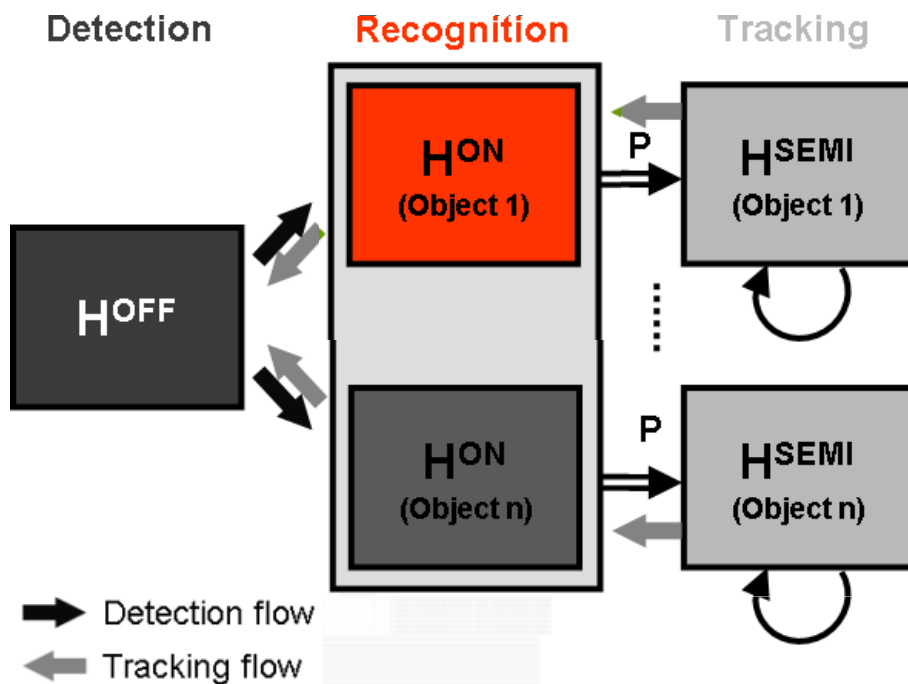 Detection
Recognition
Tracking
H^ON
(Object 1)
P
H^SEMI
(Object 1)
H^OFF
H^ON
(Object n)
P
H^SEMI
(Object n)
Detection flow
Tracking flow